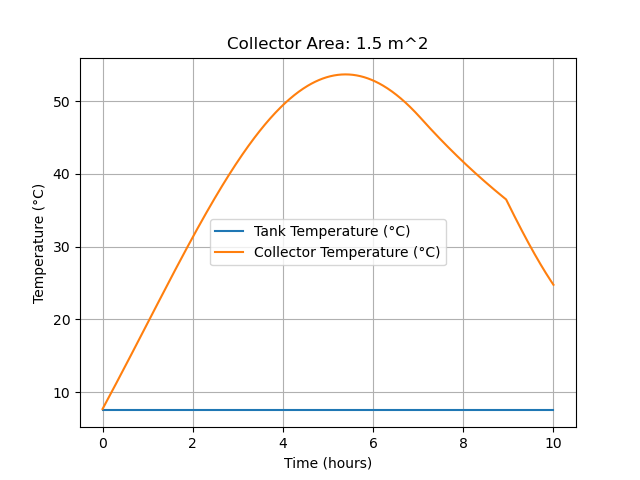 Collector Area: 1.5 m^2
Temperature (°C)
50
40
30
20
10
Tank Temperature (°C)
Collector Temperature (°C)
0 2 4 6 8 10
Time (hours)